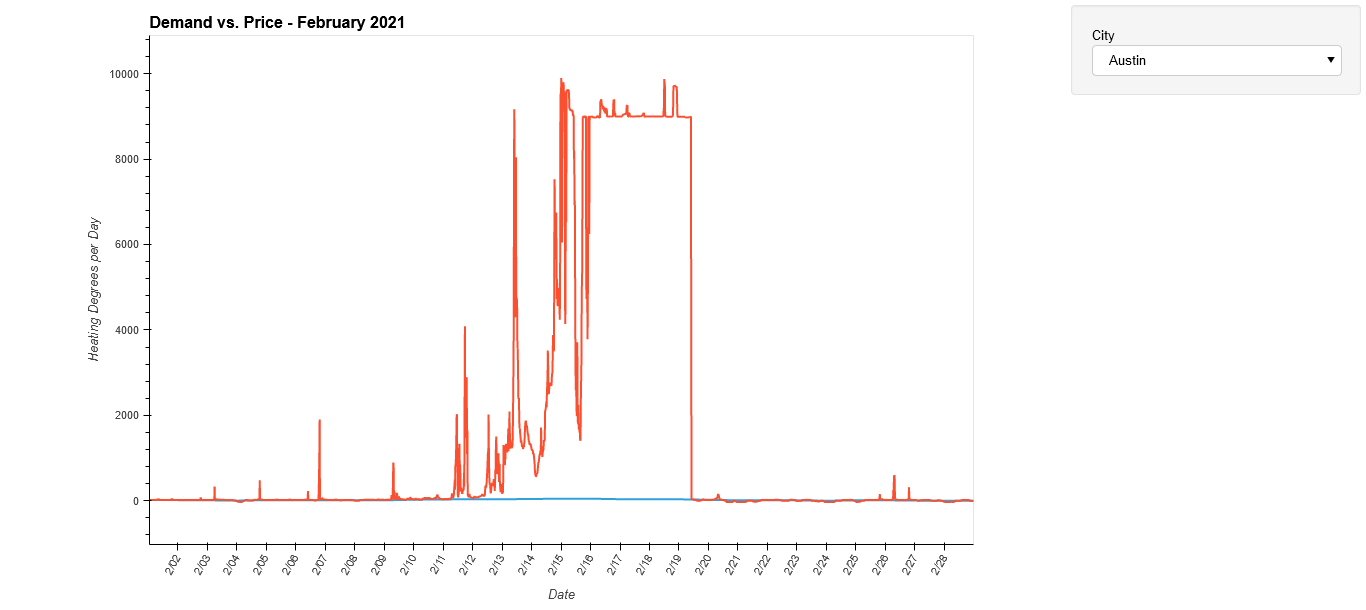 Demand vs. Price - February 2021
City
Austin
10000
8000
6000
4000
2000
0
Heating Degrees per Day
2/02 2/03 2/04 2/05 2/06 2/07 2/08 2/09 2/10 2/11 2/12 2/13 2/14 2/15 2/16 2/17 2/18 2/19 2/20 2/21 2/22 2/23 2/24 2/25 2/26 2/27 2/28
Date